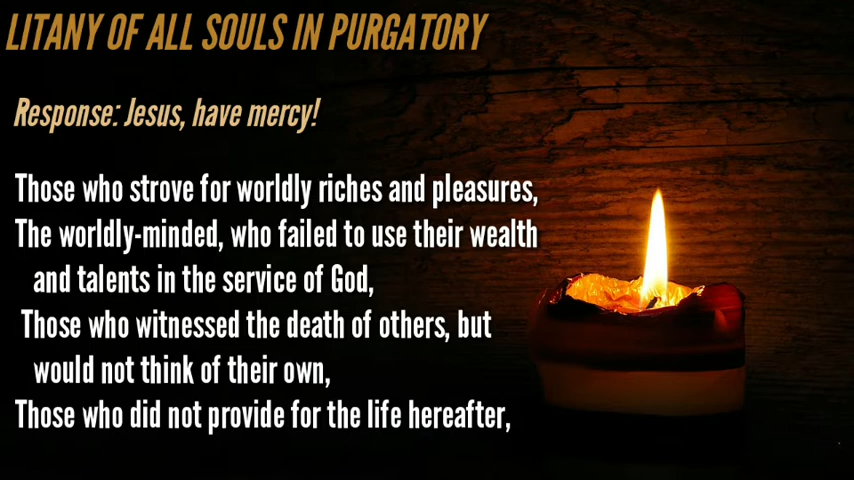 LITANY OF ALL SOULS IN PURGATORY
Response: Jesus, have mercy!
Those who strove for worldly riches and pleasures,
The worldly-minded, who failed to use their wealth
and talents in the service of God,
Those who witnessed the death of others, but
would not think of their own,
Those who did not provide for the life hereafter,